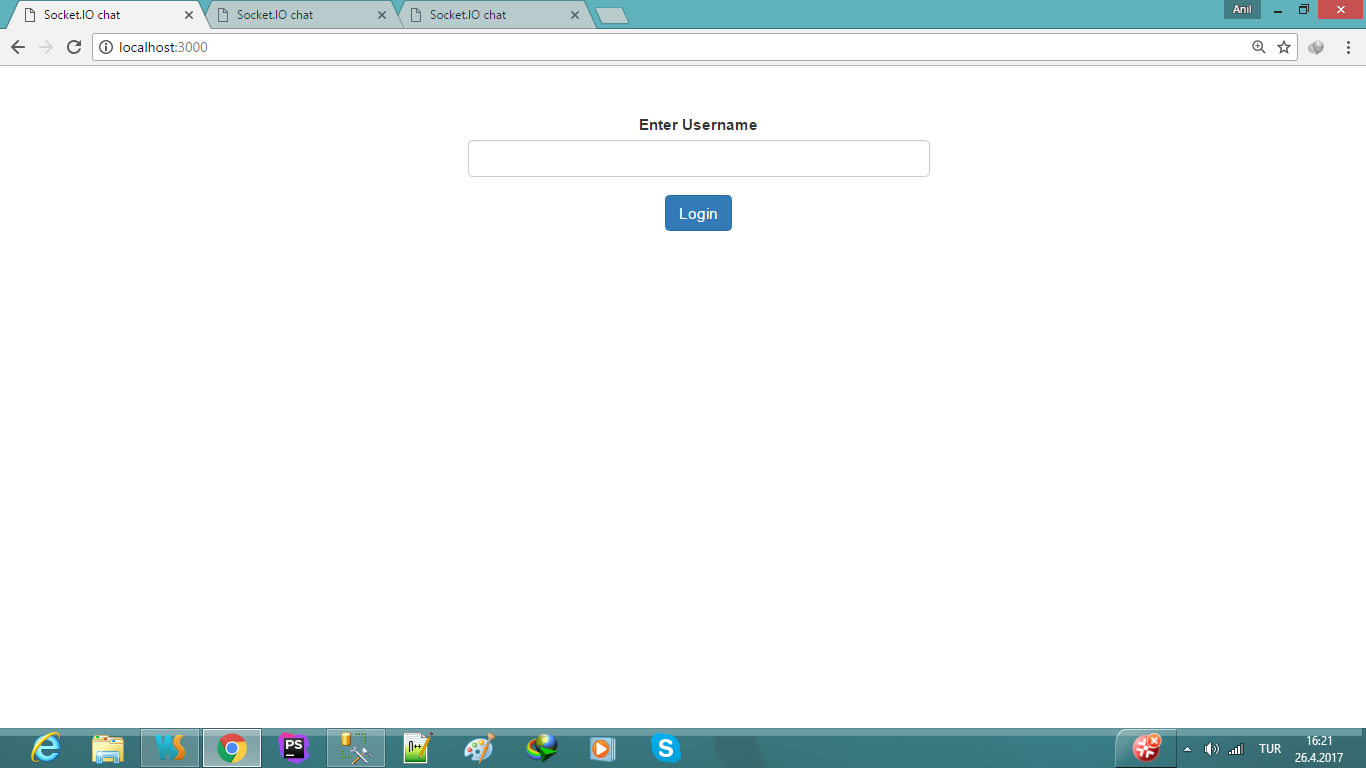 Socket.IO chat
Socket.IO chat
Socket.IO chat
Anıl
localhost:3000
Enter Username
Login
WS
PS
N++
S
TUR
16:21
26.4.2017